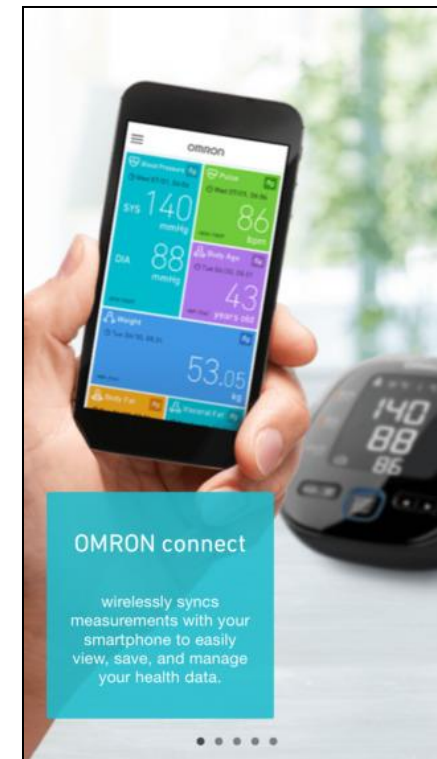 OMRON
Blood Pressure
Pulse
SYS 140
mmHg
86
bpm
DIA 88
mmHg
Body Age
43
years old
Weight
53.05
kg
Body Fat
Visceral Fat
140
88
86
OMRON connect
wirelessly syncs
measurements with your
smartphone to easily
view, save, and manage
your health data.